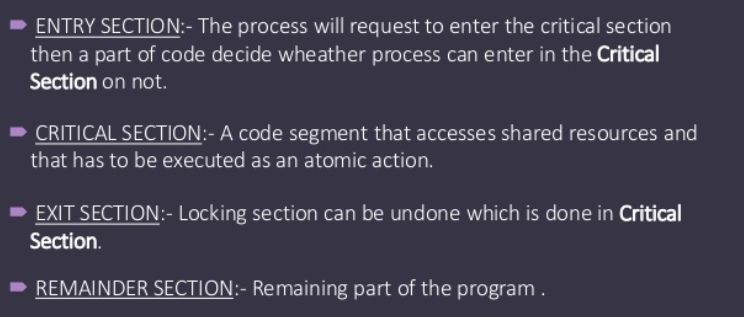 ENTRY SECTION:- The process will request to enter the critical section
then a part of code decide wheather process can enter in the Critical
Section on not.
CRITICAL SECTION:- A code segment that accesses shared resources and
that has to be executed as an atomic action.
EXIT SECTION:- Locking section can be undone which is done in Critical
Section.
REMAINDER SECTION:- Remaining part of the program .